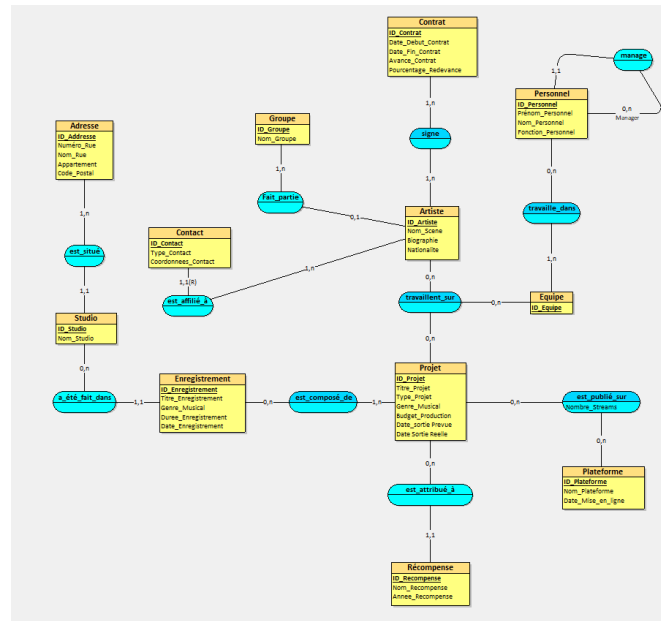 Contrat
ID_Contrat
Date_Debut_Contrat
Date_Fin_Contrat
Avance_Contrat
Pourcentage_Redevance
manage
1,1
0,n
Manager
Personnel
ID_Personnel
Prénom_Personnel
Nom_Personnel
Fonction_Personnel
Groupe
ID_Groupe
Nom_Groupe
Adresse
ID_Addresse
Numéro_Rue
Nom_Rue
Appartement
Code_Postal
1,n
signe
1,n
1,n
Fait_partie
0,1
0,n
travaille_dans
1,n
Artiste
ID_Artiste
Nom_Scene
Biographie
Nationalite
Contact
ID_Contact
Type_Contact
Coordonnees_Contact
1,n
est_situé
1,1
1,1(R)
est_affilié_à
1,n
0,n
travaillent_sur
0,n
0,n
Equipe
ID_Equipe
Studio
ID_Studio
Nom_Studio
0,n
a_été_fait_dans
1,1
Enregistrement
ID_Enregistrement
Titre_Enregistrement
Genre_Musical
Duree_Enregistrement
Date_Enregistrement
0,n
est_composé_de
1,n
Projet
ID_Projet
Titre_Projet
Type_Projet
Genre_Musical
Budget_Production
Date_sortie Prevue
Date Sortie Reelle
0,n
est_publié_sur
Nombre_Streams
0,n
Plateforme
ID_Plateforme
Nom_Plateforme
Date_Mise_en_ligne
0,n
est_attribué_à
1,1
Récompense
ID_Recompense
Nom_Recompense
Annee_Recompense